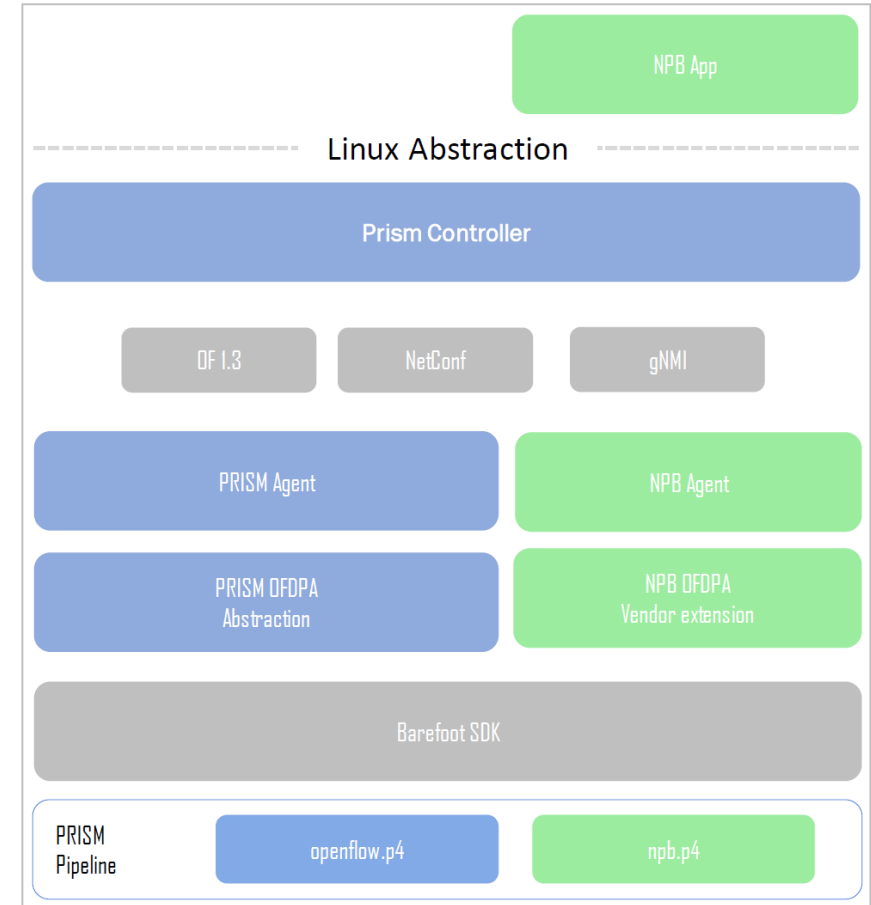 NPB App
Linux Abstraction
Prism Controller
OF 1.3
NetConf
gNMI
PRISM Agent
NPB Agent
PRISM OFDPA
Abstraction
NPB OFDPA
Vendor extension
Barefoot SDK
PRISM
Pipeline
openflow.p4
npb.p4